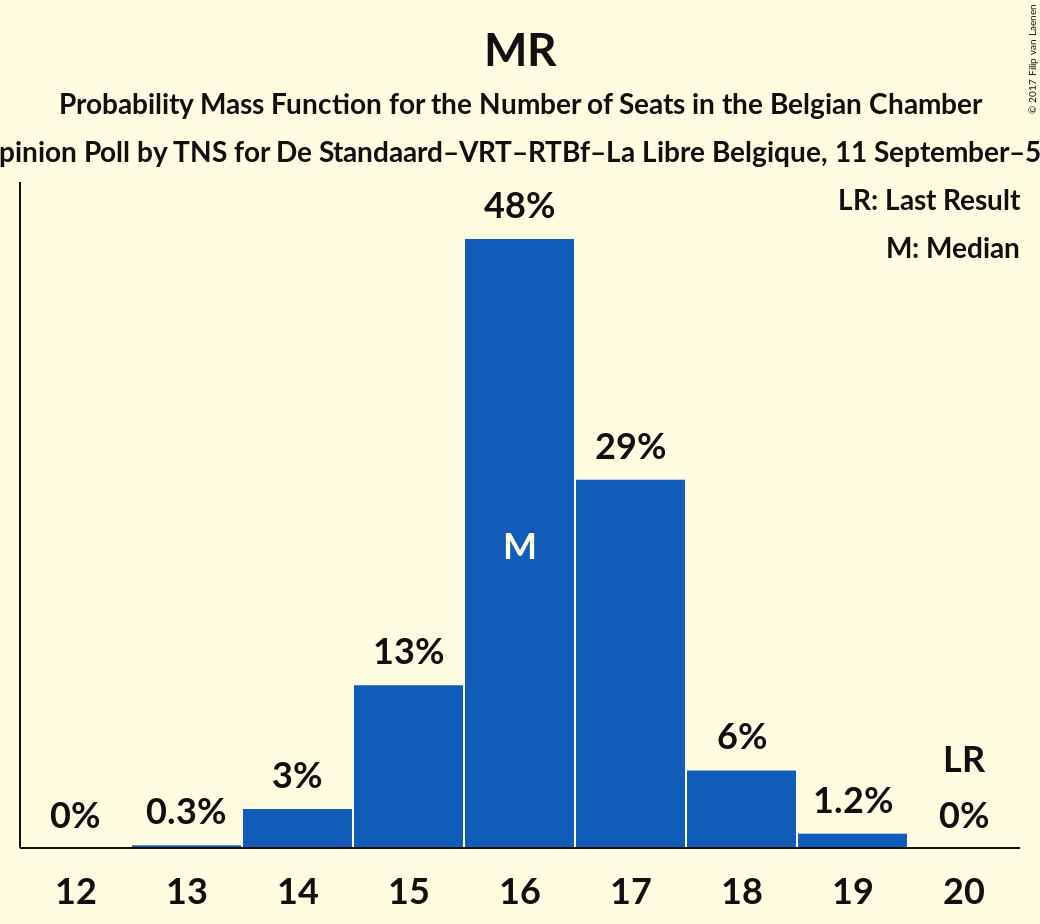 MR
Probability Mass Function for the Number of Seats in the Belgian Chamber
pinion Poll by TNS for De Standaard–VRT–RTBf–La Libre Belgique, 11 September–5
LR: Last Result
M: Median
48%
29%
M
13%
6%
LR
3%
1.2%
0.3%
0%
0%
12 13 14 15 16 17 18 19 20
© 2017 Filip van Laenen